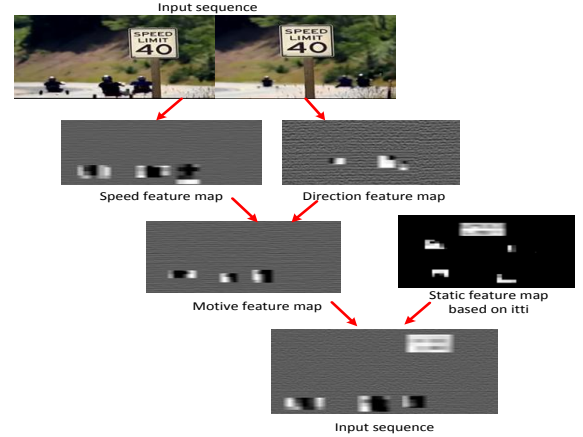 Input sequence
SPEED
LIMIT
40
SPEED
LIMIT
40
Speed feature map
Direction feature map
Motive feature map
Static feature map
based on itti
Input sequence